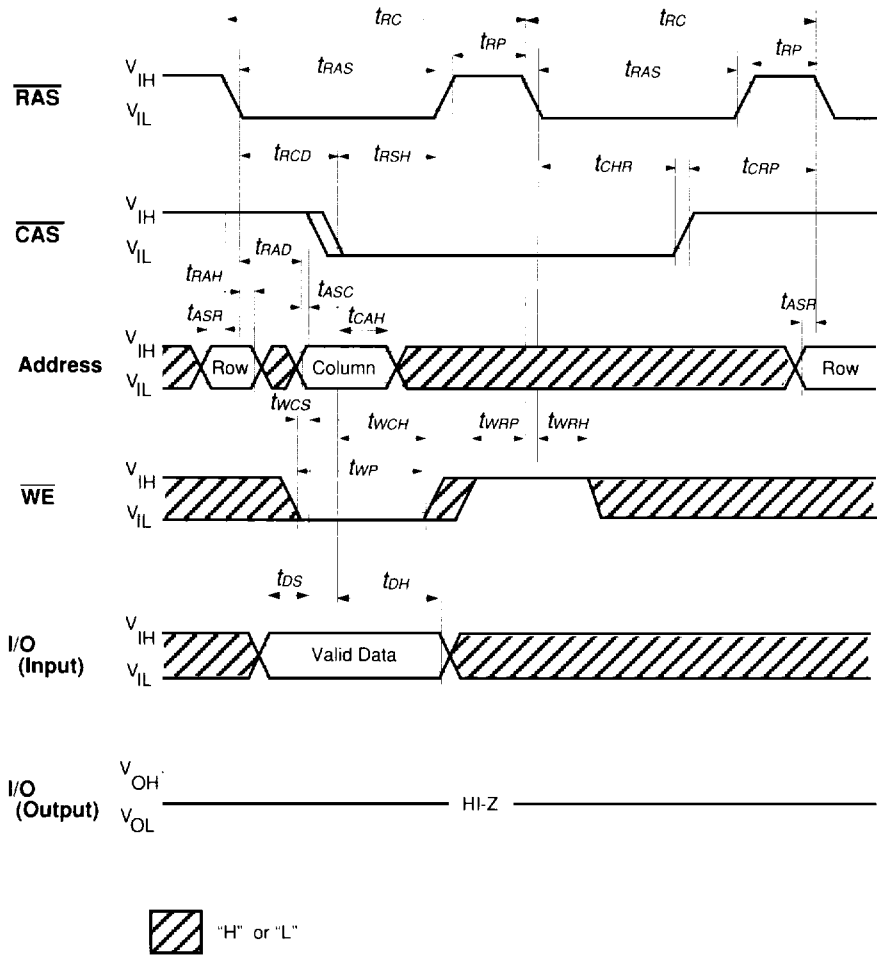 tRC tRC
tRP tRP
tRAS tRAS
RAS VIH
VIL
tRCD tRSH tCHR tCRP
CAS VIH
VIL
tRAD
tRAH
tASC
tASR tCAH tASR
Address VIH
VIL
Row Column Row
tWCS tWCH tWRP tWRH
tWP
WE VIH
VIL
tDS tDH
I/O
(Input)
VIH
VIL
Valid Data
I/O
(Output)
VOH
VOL
HI-Z
"H" or "L"